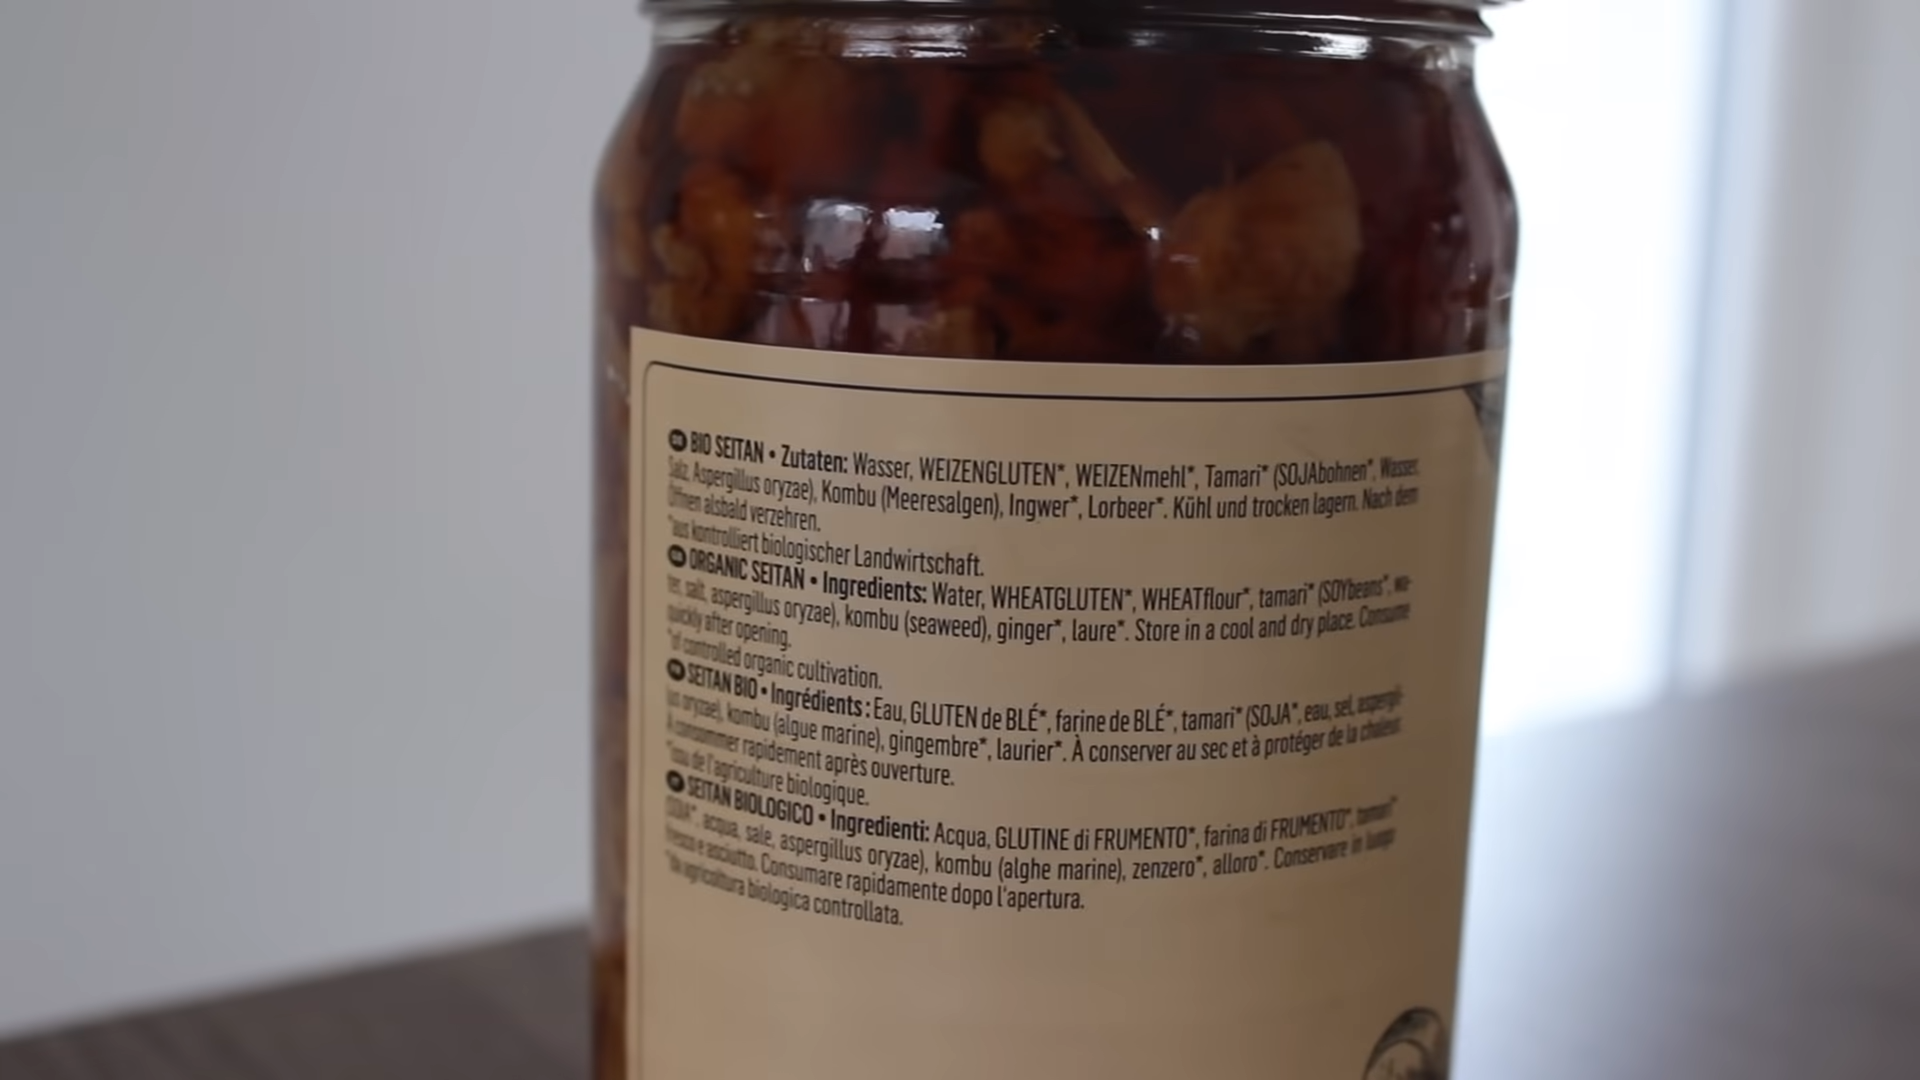 DE BIO SEITAN • Zutaten: Wasser, WEIZENGLUTEN*, WEIZENmehl*, Tamari* (SOJAbohnen*, Wasser,
Salz, Aspergillus oryzae), Kombu (Meeresalgen), Ingwer*, Lorbeer*. Kühl und trocken lagern. Nach dem
Öffnen alsbald verzehren.
*aus kontrolliert biologischer Landwirtschaft.
GB ORGANIC SEITAN • Ingredients: Water, WHEATGLUTEN*, WHEATflour*, tamari* (SOYbeans*, wa-
ter, salt, aspergillus oryzae), kombu (seaweed), ginger*, laure*. Store in a cool and dry place. Consume
quickly after opening.
*of controlled organic cultivation.
FR SEITAN BIO • Ingrédients : Eau, GLUTEN de BLÉ*, farine de BLÉ*, tamari* (SOJA*, eau, sel, aspergil-
lus oryzae), kombu (algue marine), gingembre*, laurier*. À conserver au sec et à protéger de la chaleur.
À consommer rapidement après ouverture.
*issu de l'agriculture biologique.
IT SEITAN BIOLOGICO • Ingredienti: Acqua, GLUTINE di FRUMENTO*, farina di FRUMENTO*, tamari*
(SOIA*, acqua, sale, aspergillus oryzae), kombu (alghe marine), zenzero*, alloro*. Conservare in luogo
fresco e asciutto. Consumare rapidamente dopo l'apertura.
*da agricoltura biologica controllata.